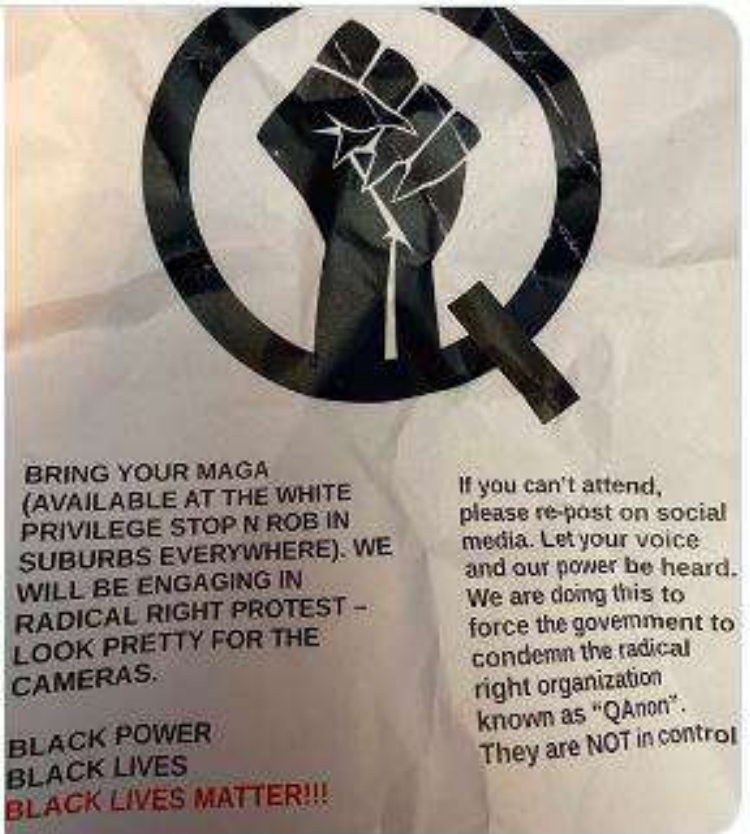 BRING YOUR MAGA
(AVAILABLE AT THE WHITE
PRIVILEGE STOP N ROB IN
SUBURBS EVERYWHERE). WE
WILL BE ENGAGING IN
RADICAL RIGHT PROTEST –
LOOK PRETTY FOR THE
CAMERAS.
BLACK POWER
BLACK LIVES
BLACK LIVES MATTER!!!
If you can't attend,
please re-post on social
media. Let your voice
and our power be heard.
We are doing this to
force the government to
condemn the radical
right organization
known as “QAnon”.
They are NOT in control